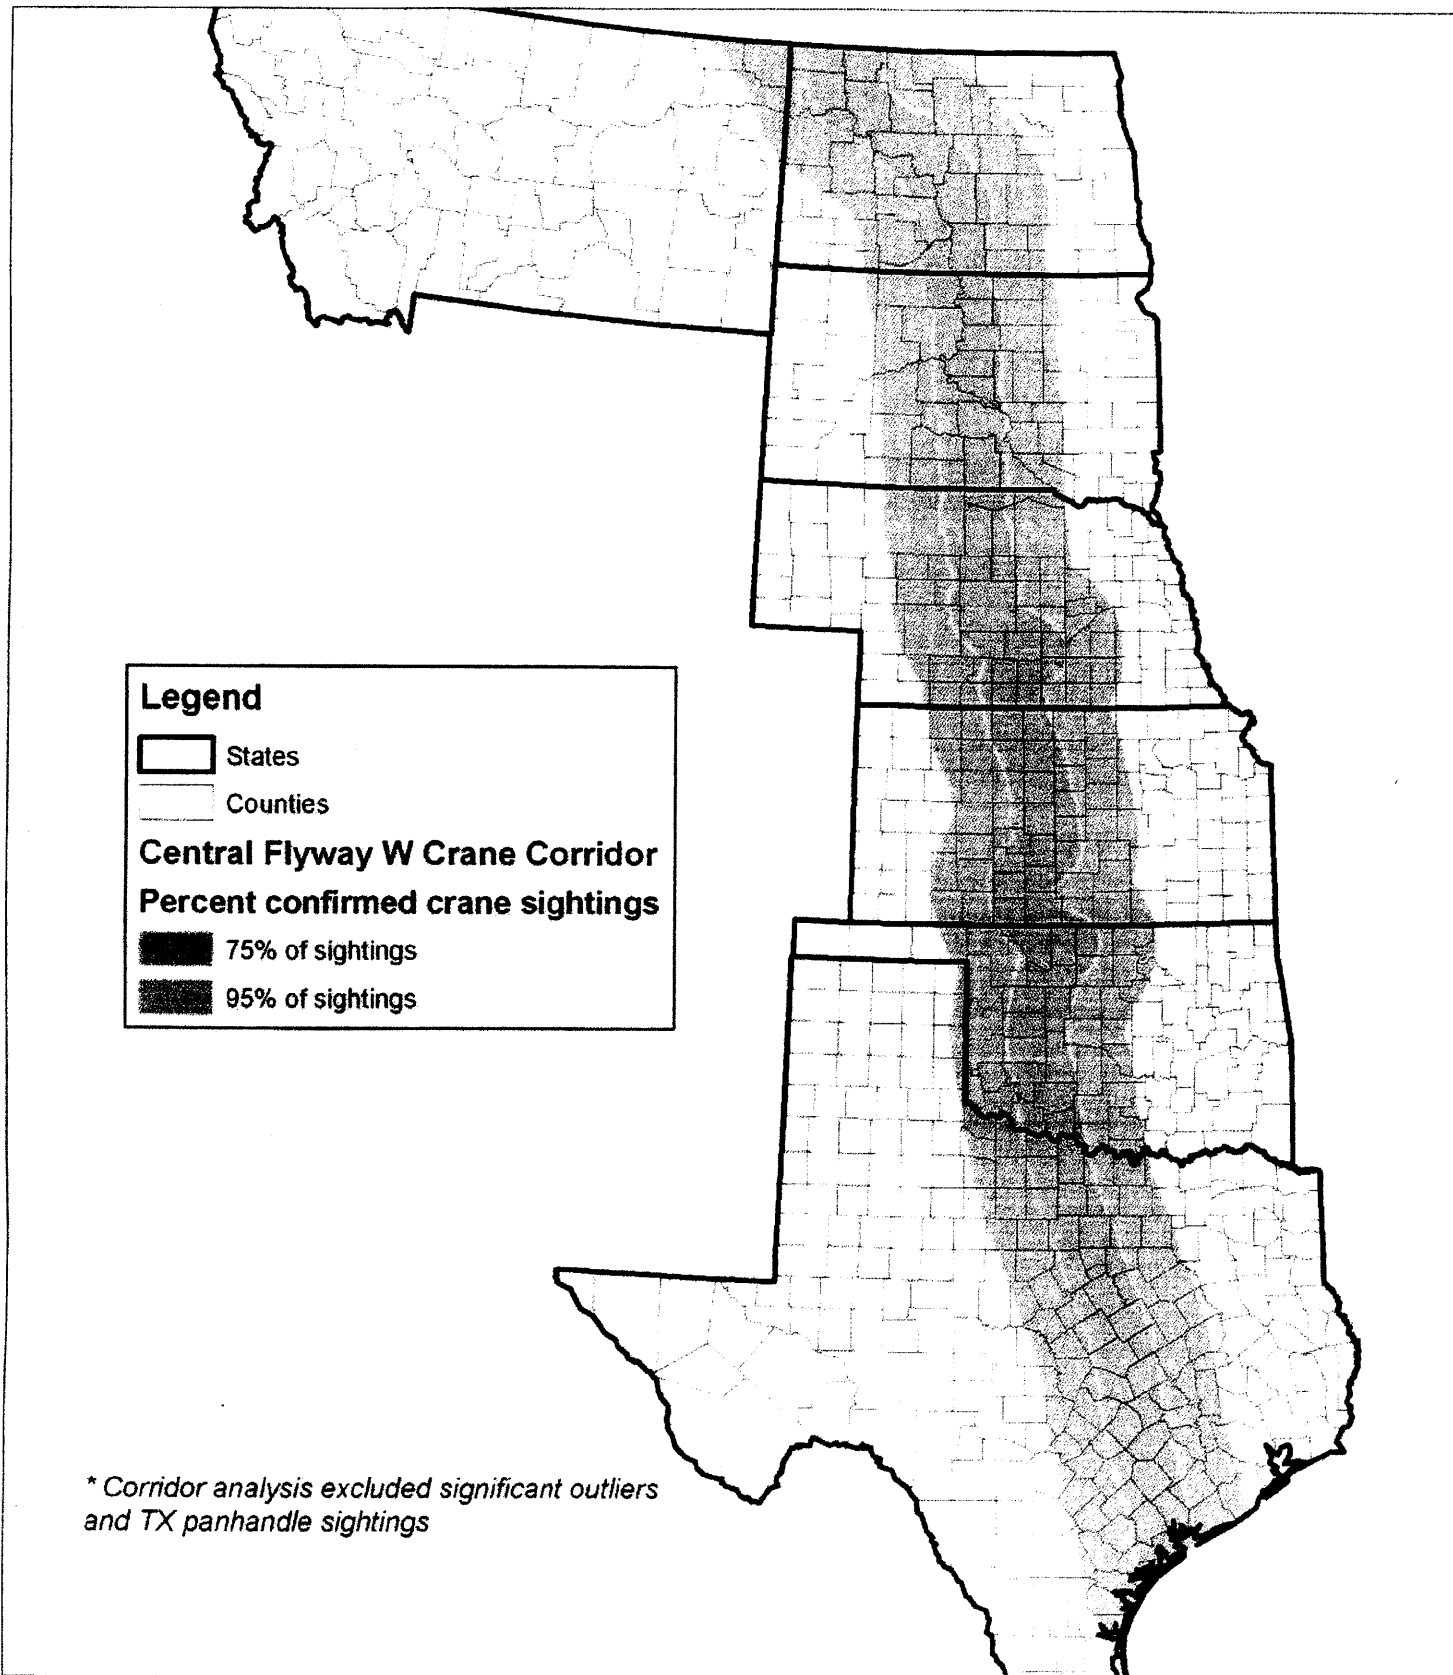 Legend
States
Counties
Central Flyway W Crane Corridor
Percent confirmed crane sightings
75% of sightings
95% of sightings
* Corridor analysis excluded significant outliers
and TX panhandle sightings